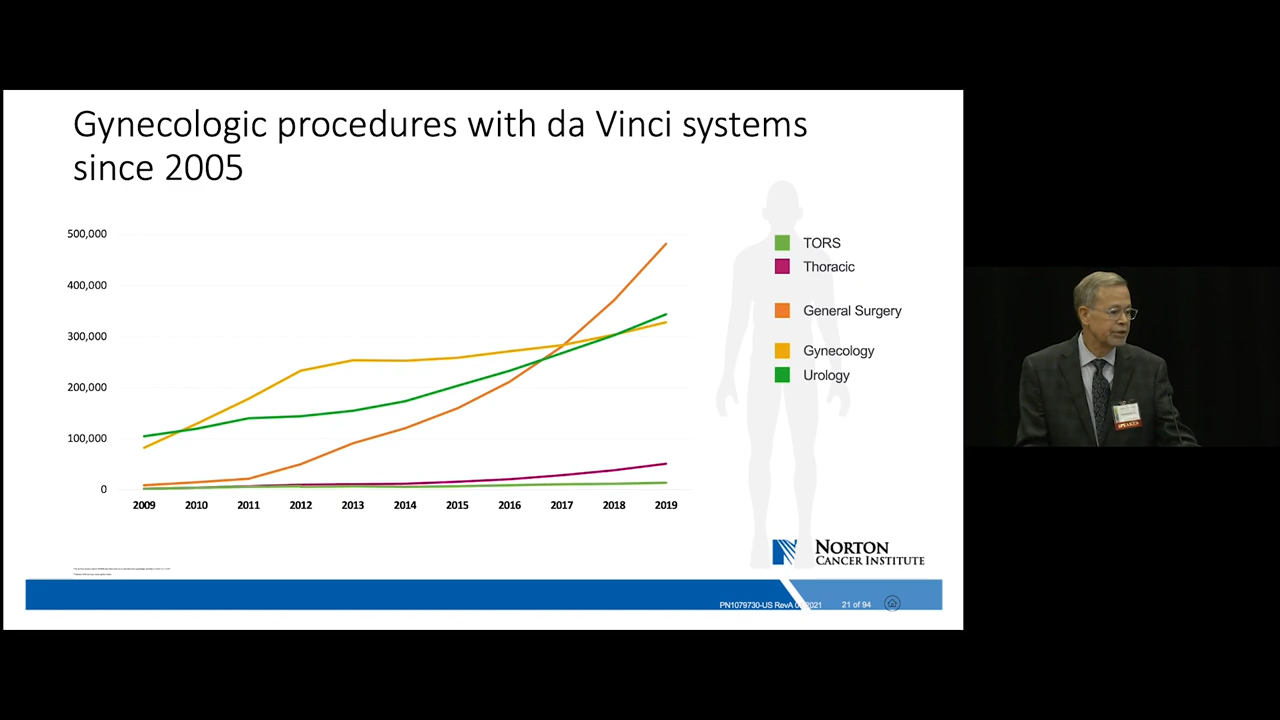 Gynecologic procedures with da Vinci systems
since 2005
500,000
400,000
300,000
200,000
100,000
0
2009 2010 2011 2012 2013 2014 2015 2016 2017 2018 2019
TORS
Thoracic
General Surgery
Gynecology
Urology
NORTON
CANCER INSTITUTE
PN1079730-US RevA 2021 21 of 94
SPEAKER